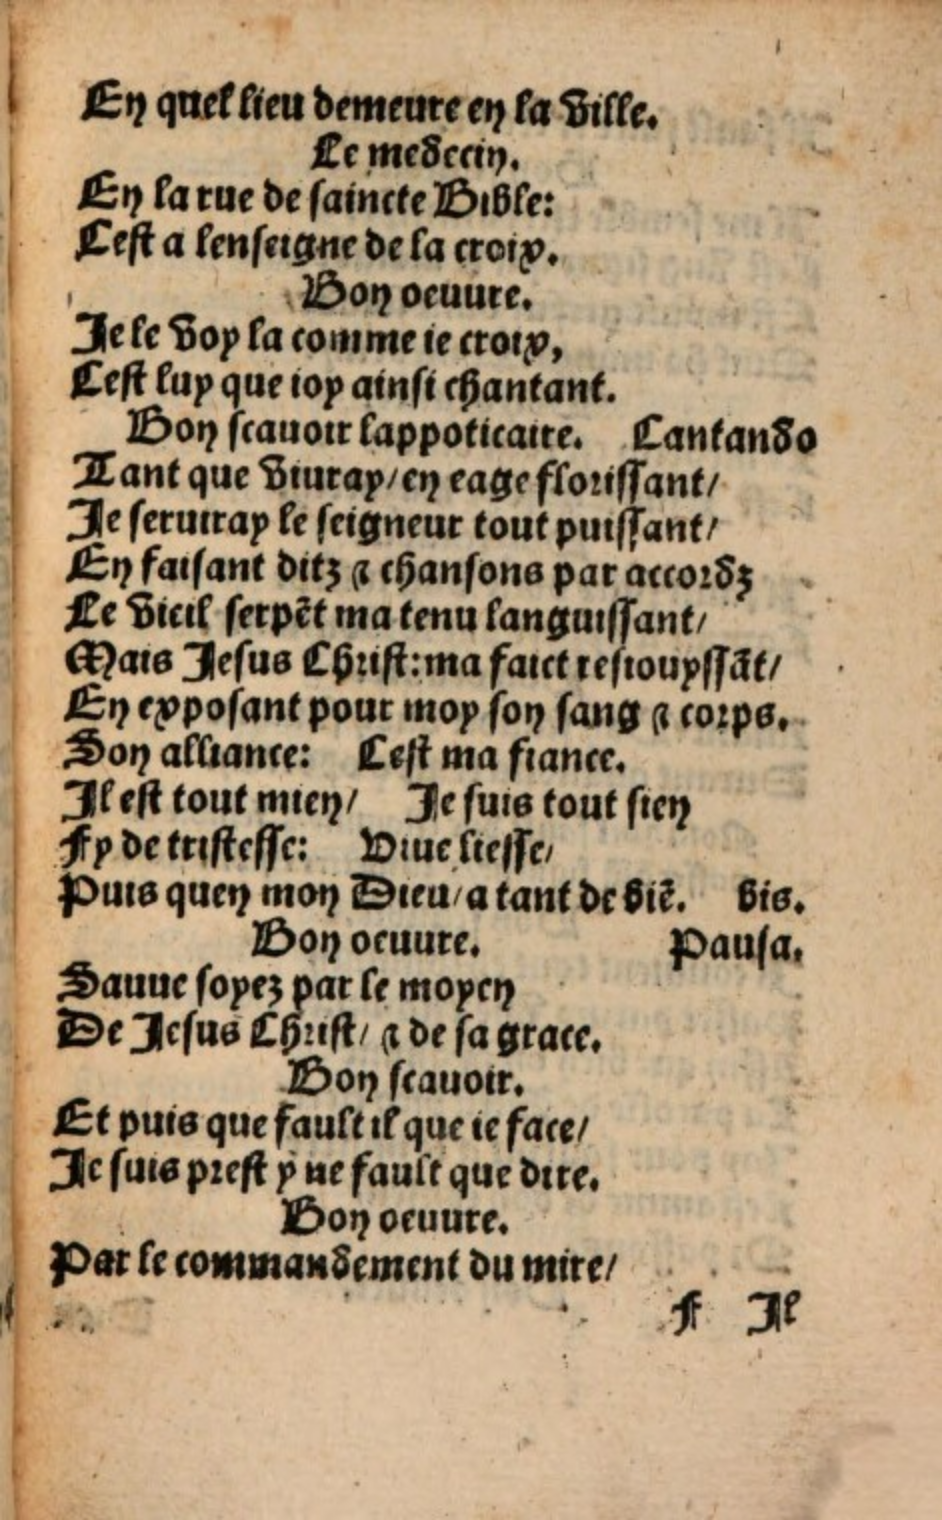 En quel lieu demeure en la ville.
Le medecin.
En la rue de saincte Bible:
Cest a lenseigne de la croix.
Bon oeuure.
Je le voy la comme ie croix,
Cest luy que ioy ainsi chantant.
Bon scauoir lappoticaire. Cantando
Tant que viuray/en eage florissant/
Je seruiray le seigneur tout puissant/
En faisant ditz ⁊ chansons par accordz
Le vieil serpẽt ma tenu languissant/
Mais Jesus Christ:ma faict resiouyssãt/
En exposant pour moy son sang ⁊ corps.
Son alliance: Cest ma fiance.
Il est tout mien/ Je suis tout sien
Fy de tristesse: Viue liesse/
Puis quen mon Dieu/a tant de biẽ. bis.
Bon oeuure. Pausa.
Sauue soyez par le moyen
De Jesus Christ/ ⁊ de sa grace.
Bon scauoir.
Et puis que fault il que ie face/
Je suis prest y ne fault que dire.
Bon oeuure.
Par le commandement du mire/
f Il